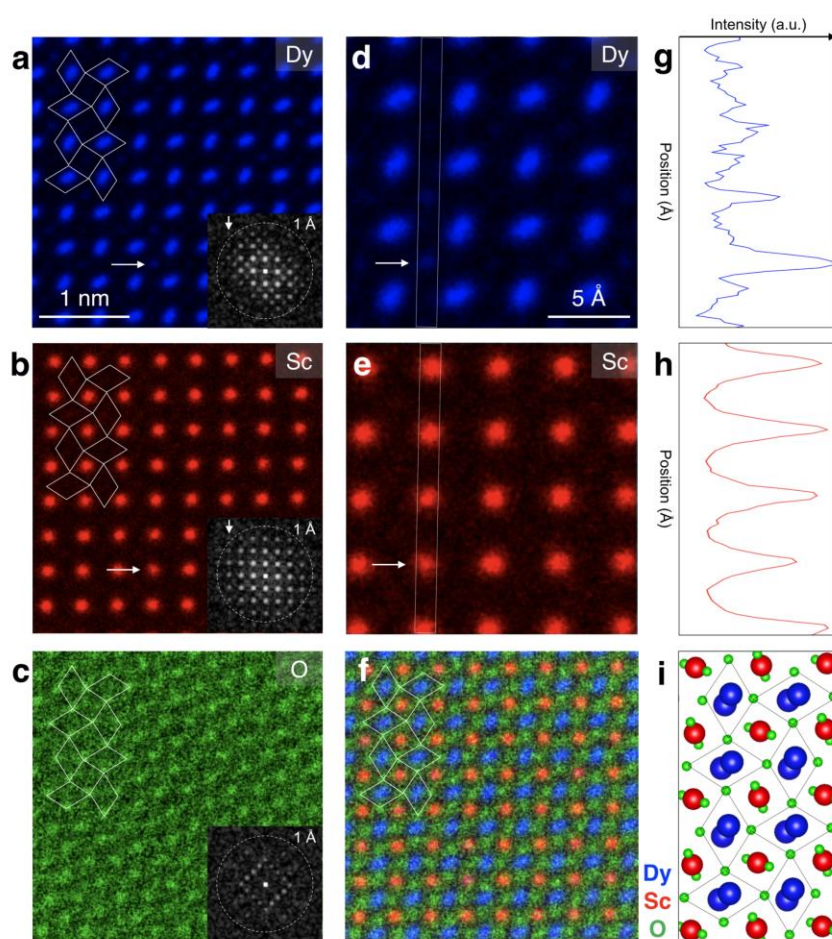 Intensity (a.u.)
a
Dy
1 Å
1 nm
d
Dy
5 Å
g
Position (Å)
b
Sc
1 Å
e
Sc
h
Position (Å)
c
O
1 Å
f
i
Dy
Sc
O